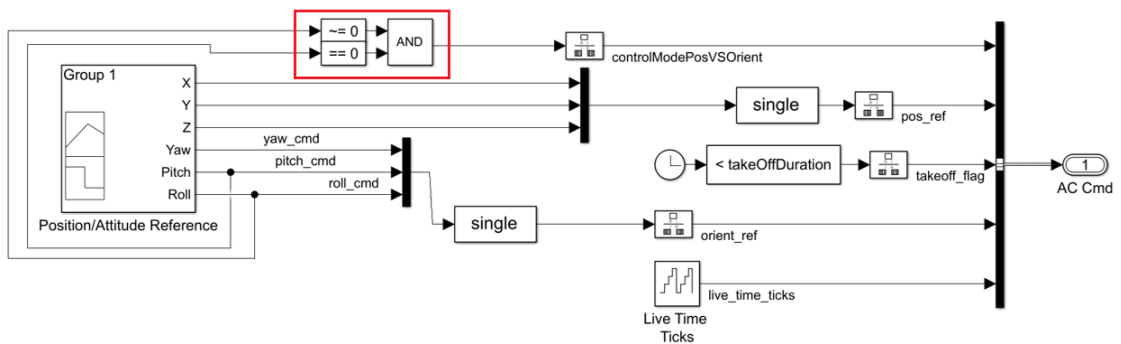 ~= 0
== 0
AND
controlModePosVSOrient
Group 1
X
Y
Z
Yaw
Pitch
Roll
yaw_cmd
pitch_cmd
roll_cmd
Position/Attitude Reference
single
pos_ref
< takeOffDuration
takeoff_flag
1
AC Cmd
single
orient_ref
live_time_ticks
Live Time
Ticks